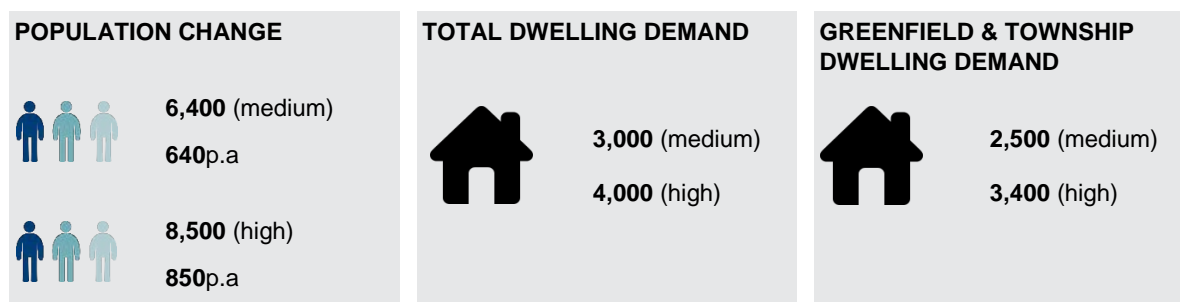 POPULATION CHANGE
6,400 (medium)
640p.a
8,500 (high)
850p.a
TOTAL DWELLING DEMAND
3,000 (medium)
4,000 (high)
GREENFIELD & TOWNSHIP
DWELLING DEMAND
2,500 (medium)
3,400 (high)